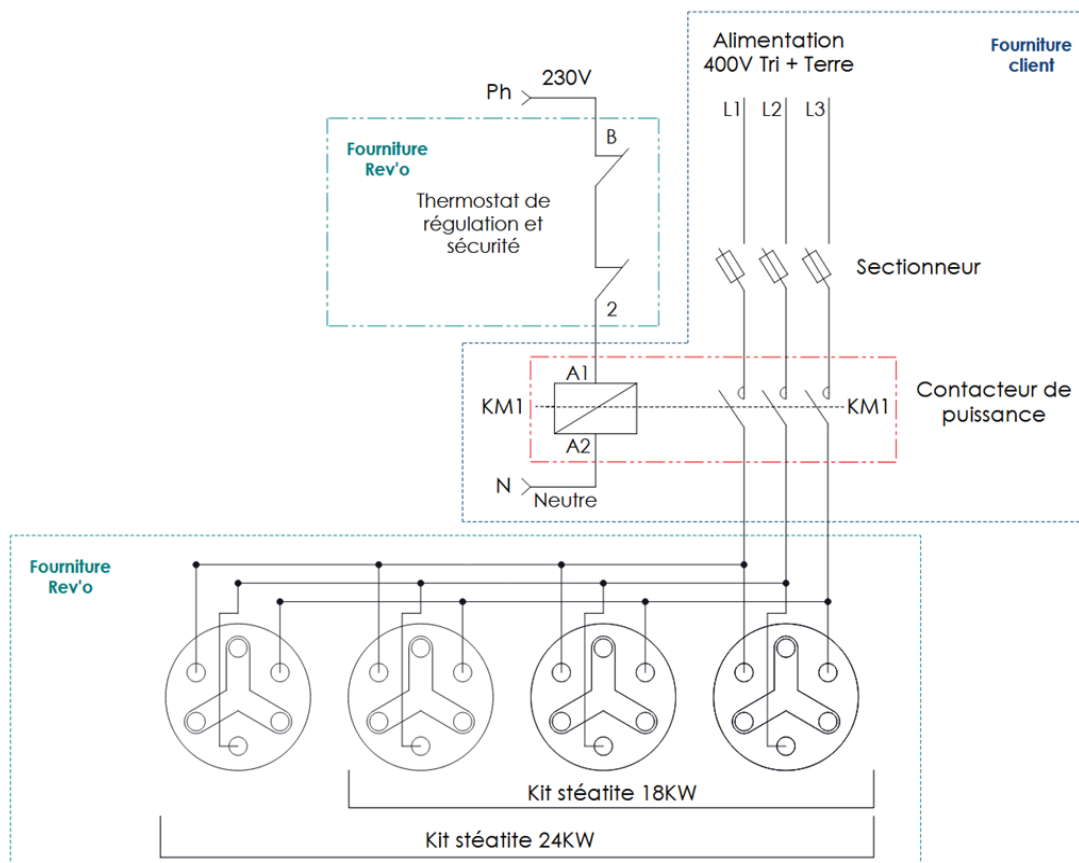 Alimentation
400V Tri + Terre
Fourniture
client
230V
Ph
L1
L2
L3
B
Fourniture
Rev'o
Thermostat de
régulation et
sécurité
2
Sectionneur
A1
KM1
KM1
Contacteur de
puissance
A2
N
Neutre
Fourniture
Rev'o
Kit stéatite 18KW
Kit stéatite 24KW